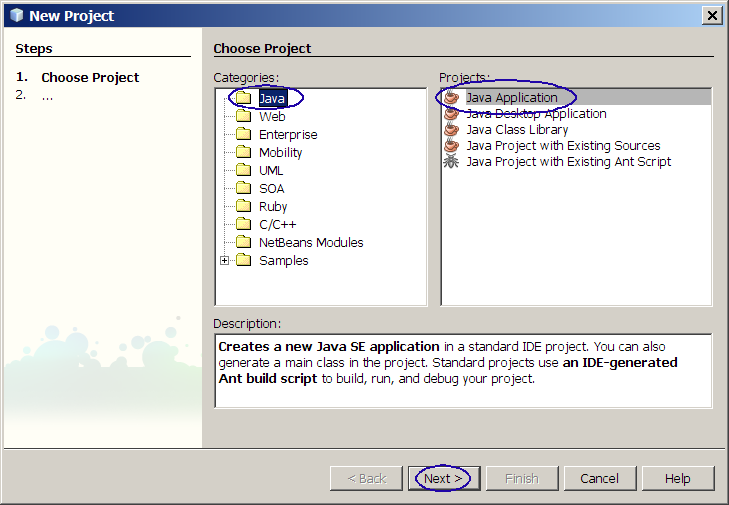 New Project
Steps
1. Choose Project
2. ...
Choose Project
Categories:
Java
Web
Enterprise
Mobility
UML
SOA
Ruby
C/C++
NetBeans Modules
Samples
Projects:
Java Application
Java Desktop Application
Java Class Library
Java Project with Existing Sources
Java Project with Existing Ant Script
Description:
Creates a new Java SE application in a standard IDE project. You can also
generate a main class in the project. Standard projects use an IDE-generated
Ant build script to build, run, and debug your project.
< Back
Next >
Finish
Cancel
Help